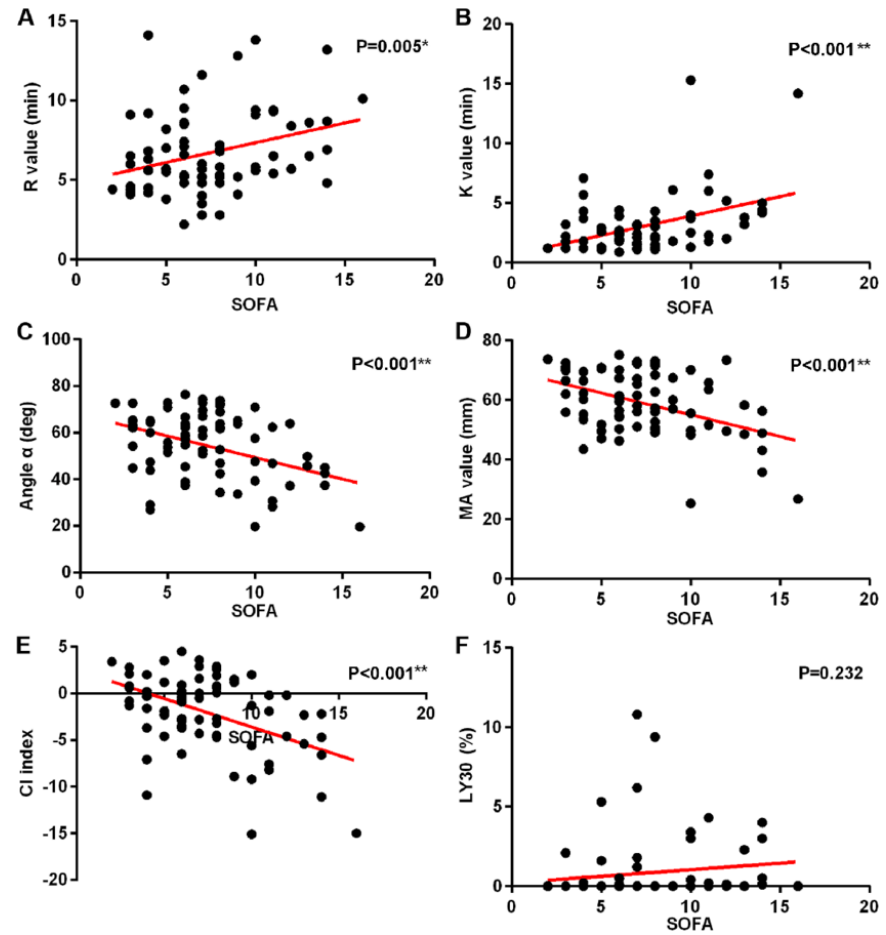 A
P=0.005*
R value (min)
15
10
5
0
0
5
10
15
20
SOFA
B
P<0.001**
K value (min)
20
15
10
5
0
0
5
10
15
20
SOFA
C
P<0.001**
Angle α (deg)
100
80
60
40
20
0
0
5
10
15
20
SOFA
D
P<0.001**
MA value (mm)
80
60
40
20
0
0
5
10
15
20
SOFA
E
P<0.001**
CI index
5
0
-5
-10
-15
-20
10
15
20
SOFA
F
P=0.232
LY30 (%)
15
10
5
0
0
5
10
15
20
SOFA